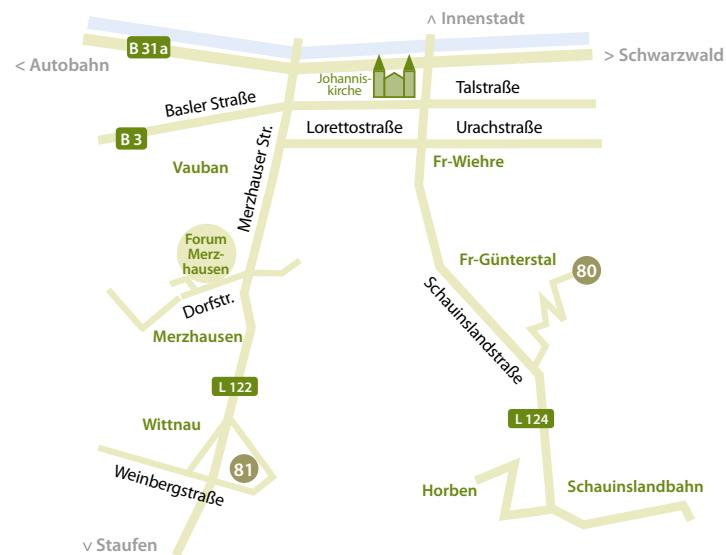 ^ Innenstadt
B 31a
< Autobahn
> Schwarzwald
Johannis-
kirche
Basler Straße
Talstraße
Lorettostraße
Urachstraße
B 3
Merzhauser Str.
Vauban
Fr-Wiehre
Forum
Merz-
hausen
Fr-Günterstal
80
Dorfstr.
Schauinslandstraße
Merzhausen
L 122
Wittnau
L 124
81
Weinbergstraße
Horben
Schauinslandbahn
v Staufen